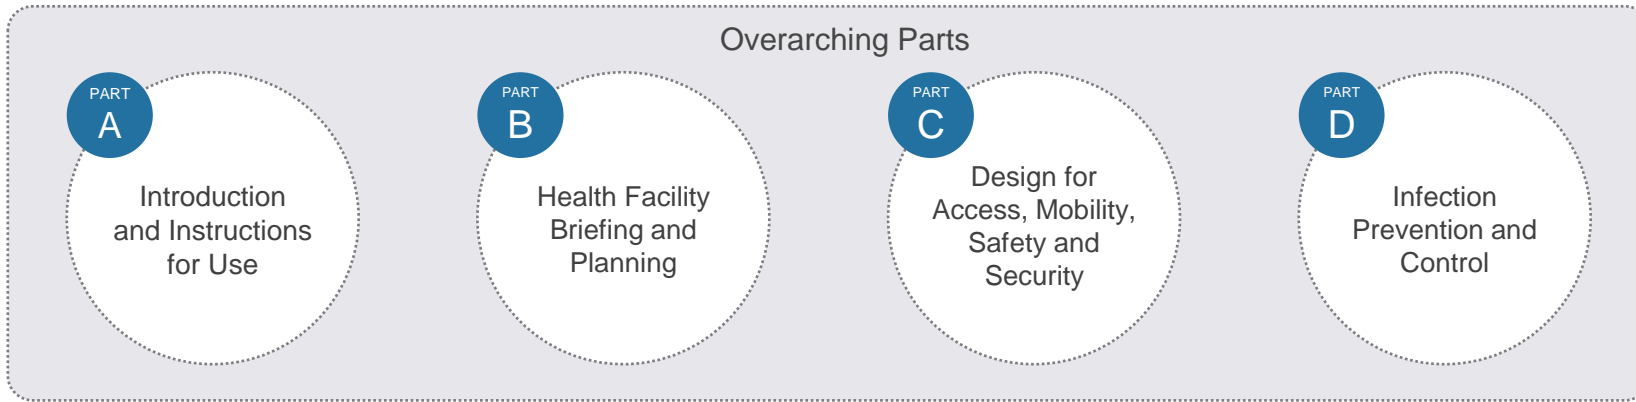 Overarching Parts
PART
A
Introduction
and Instructions
for Use
PART
B
Health Facility
Briefing and
Planning
PART
C
Design for
Access, Mobility,
Safety and
Security
PART
D
Infection
Prevention and
Control